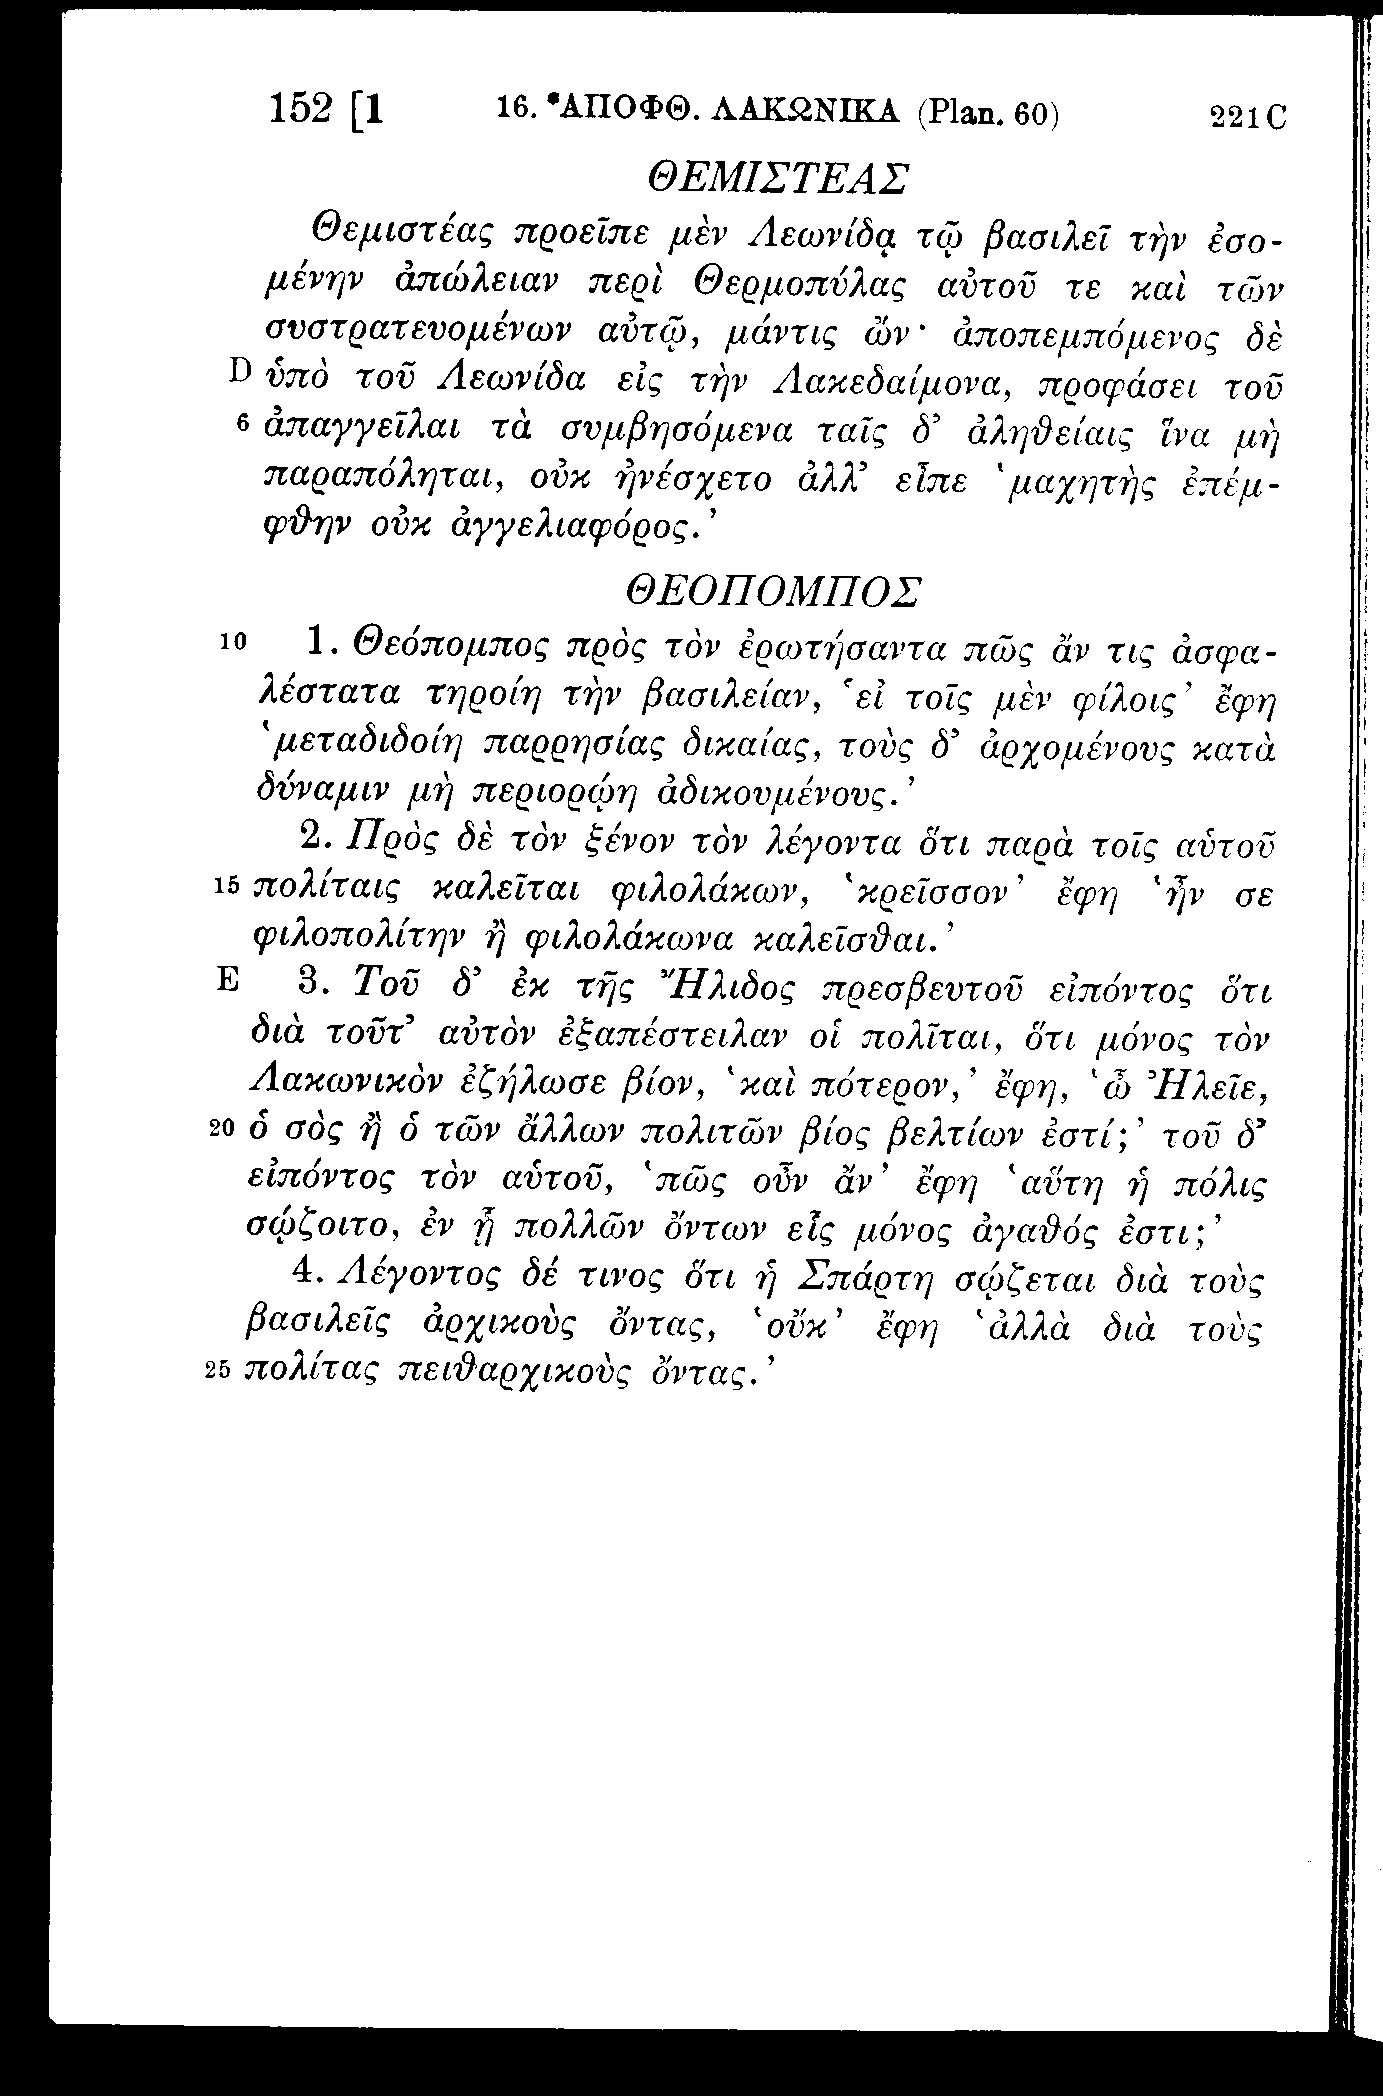 152 [1 16. ἈΠΟΦΘ. ΛΑΚΩΝΙΚΑ (Plan. 60) 221C
ΘΕΜΙΣΤΕΑΣ
Θεμιστέας προεῖπε μὲν Λεωνίδᾳ τῷ βασιλεῖ τὴν ἐσο-
μένην ἀπώλειαν περὶ Θερμοπύλας αὐτοῦ τε καὶ τῶν
συστρατευομένων αὐτῷ, μάντις ὤν· ἀποπεμπόμενος δὲ
D ὑπὸ τοῦ Λεωνίδα εἰς τὴν Λακεδαίμονα, προφάσει τοῦ
6 ἀπαγγεῖλαι τὰ συμβησόμενα ταῖς δ’ ἀληθείαις ἵνα μὴ
παραπόληται, οὐκ ἠνέσχετο ἀλλ’ εἶπε ‘μαχητὴς ἐπέμ-
φθην οὐκ ἀγγελιαφόρος.’
ΘΕΟΠΟΜΠΟΣ
10 1. Θεόπομπος πρὸς τὸν ἐρωτήσαντα πῶς ἄν τις ἀσφα-
λέστατα τηροίη τὴν βασιλείαν, ‘εἰ τοῖς μὲν φίλοις’ ἔφη
‘μεταδιδοίη παρρησίας δικαίας, τοὺς δ’ ἀρχομένους κατὰ
δύναμιν μὴ περιορῴη ἀδικουμένους.’
2. Πρὸς δὲ τὸν ξένον τὸν λέγοντα ὅτι παρὰ τοῖς αὑτοῦ
15 πολίταις καλεῖται φιλολάκων, ‘κρεῖσσον’ ἔφη ‘ἦν σε
φιλοπολίτην ἢ φιλολάκωνα καλεῖσθαι.’
E 3. Τοῦ δ’ ἐκ τῆς Ἤλιδος πρεσβευτοῦ εἰπόντος ὅτι
διὰ τοῦτ’ αὐτὸν ἐξαπέστειλαν οἱ πολῖται, ὅτι μόνος τὸν
Λακωνικὸν ἐζήλωσε βίον, ‘καὶ πότερον,’ ἔφη, ‘ὦ Ἠλεῖε,
20 ὁ σὸς ἢ ὁ τῶν ἄλλων πολιτῶν βίος βελτίων ἐστί;’ τοῦ δ’
εἰπόντος τὸν αὑτοῦ, ‘πῶς οὖν ἂν’ ἔφη ‘αὕτη ἡ πόλις
σῴζοιτο, ἐν ᾗ πολλῶν ὄντων εἷς μόνος ἀγαθός ἐστι;’
4. Λέγοντος δέ τινος ὅτι ἡ Σπάρτη σῴζεται διὰ τοὺς
βασιλεῖς ἀρχικοὺς ὄντας, ‘οὔκ’ ἔφη ‘ἀλλὰ διὰ τοὺς
25 πολίτας πειθαρχικοὺς ὄντας.’